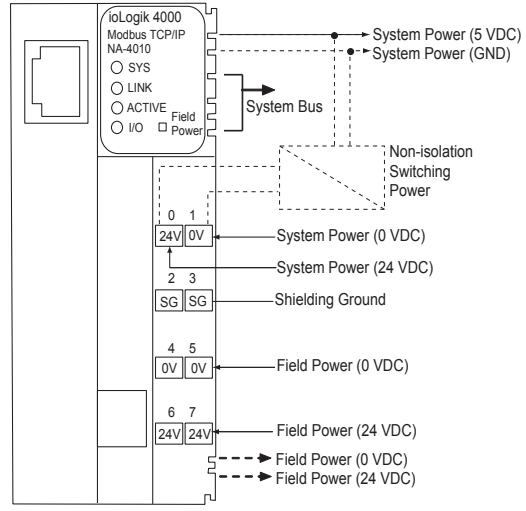 ioLogik 4000
Modbus TCP/IP
NA-4010
SYS
LINK
ACTIVE
I/O
Field
Power
System Power (5 VDC)
System Power (GND)
System Bus
Non-isolation
Switching
Power
0 1
24V 0V
System Power (0 VDC)
System Power (24 VDC)
2 3
SG SG
Shielding Ground
4 5
0V 0V
Field Power (0 VDC)
6 7
24V 24V
Field Power (24 VDC)
Field Power (0 VDC)
Field Power (24 VDC)